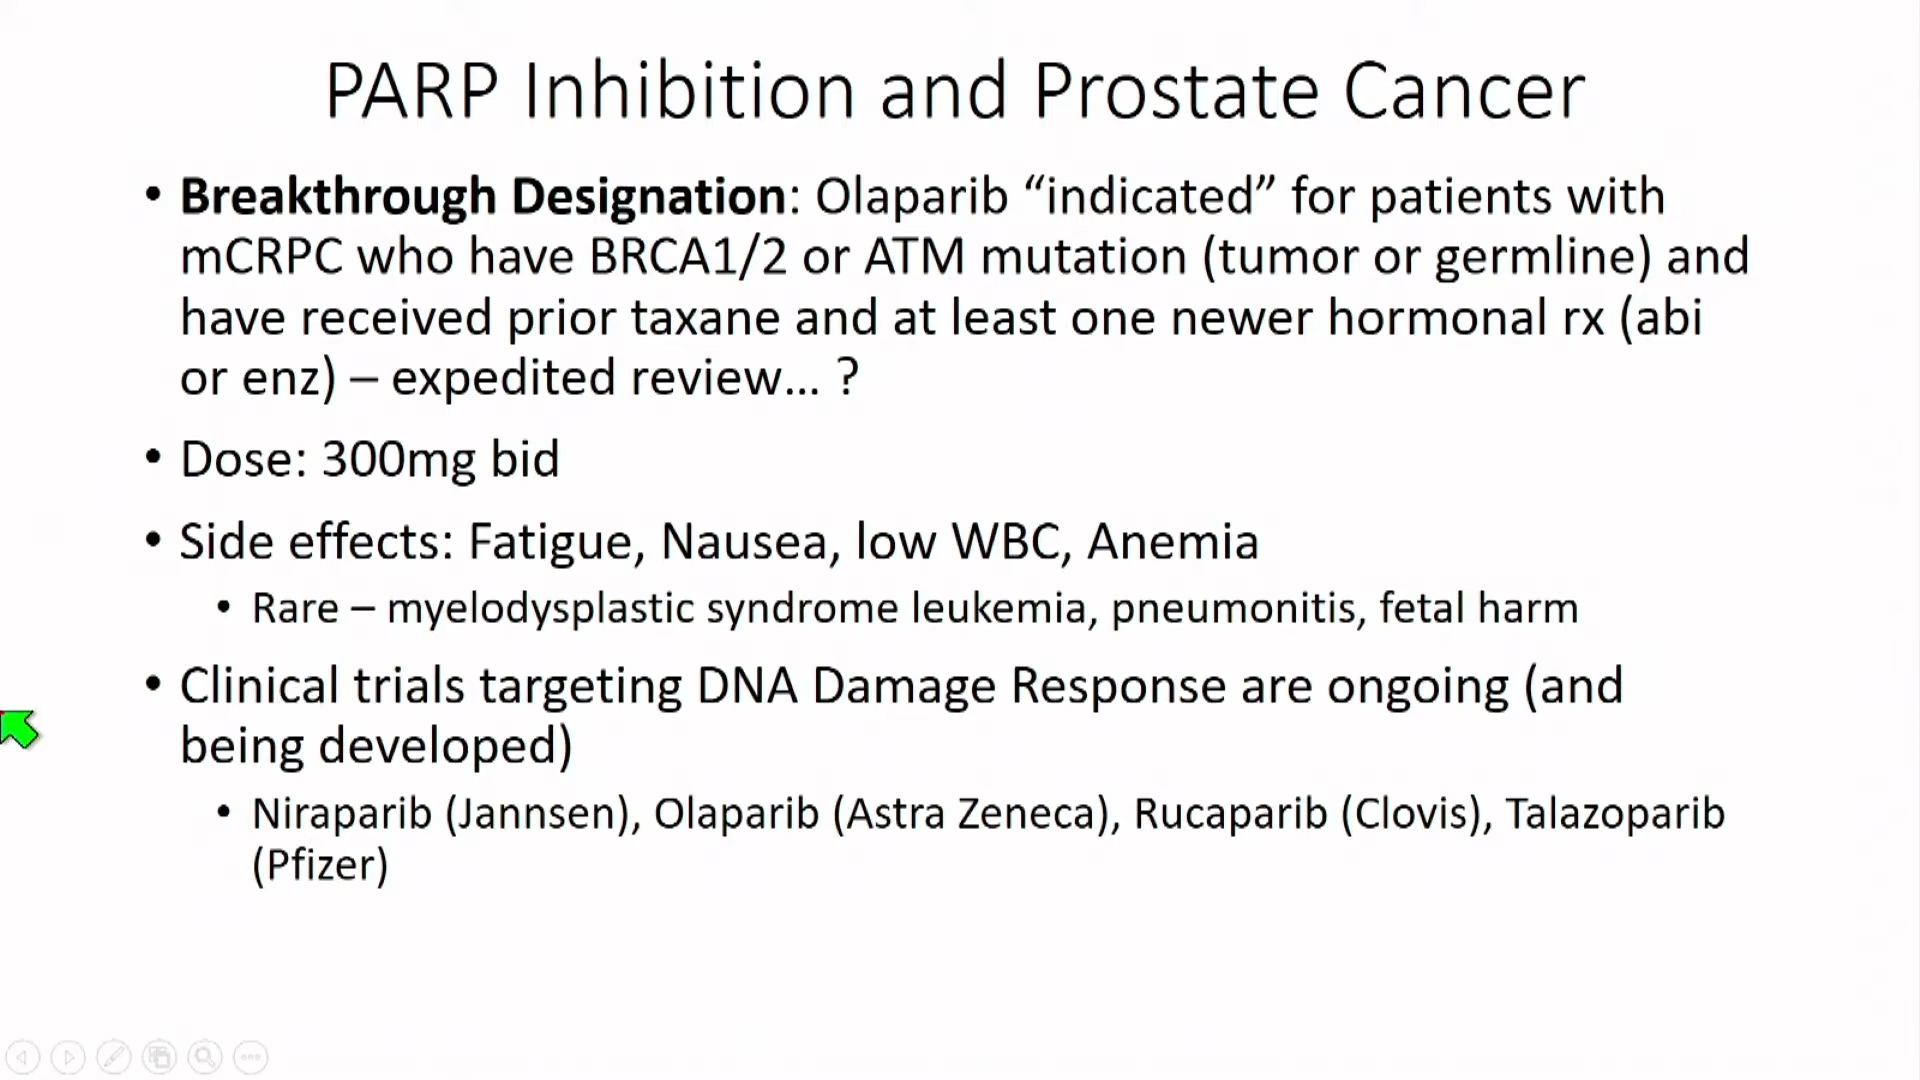 PARP Inhibition and Prostate Cancer
• Breakthrough Designation: Olaparib “indicated” for patients with
mCRPC who have BRCA1/2 or ATM mutation (tumor or germline) and
have received prior taxane and at least one newer hormonal rx (abi
or enz) – expedited review... ?
• Dose: 300mg bid
• Side effects: Fatigue, Nausea, low WBC, Anemia
• Rare – myelodysplastic syndrome leukemia, pneumonitis, fetal harm
• Clinical trials targeting DNA Damage Response are ongoing (and
being developed)
• Niraparib (Jannsen), Olaparib (Astra Zeneca), Rucaparib (Clovis), Talazoparib
(Pfizer)